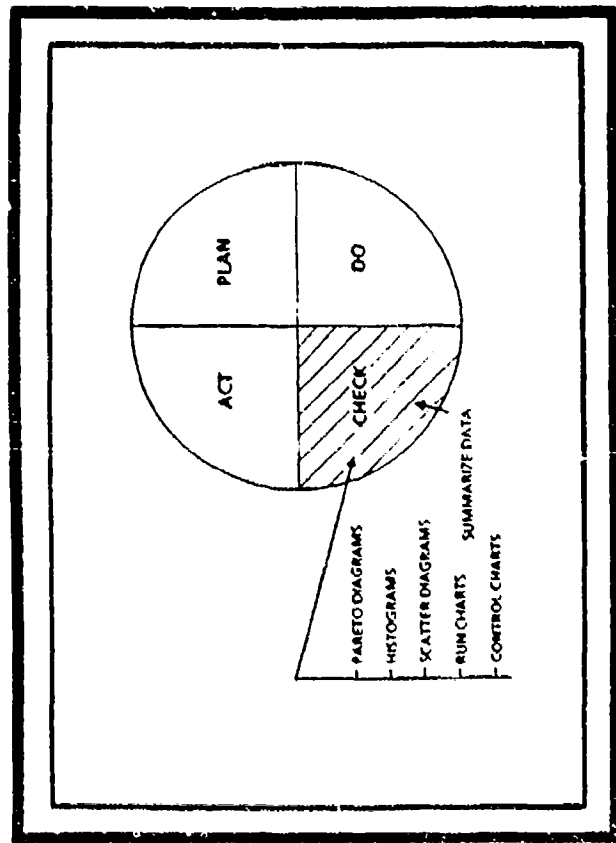 ACT
PLAN
CHECK
DO
PARETO DIAGRAMS
HISTOGRAMS
SCATTER DIAGRAMS
RUN CHARTS
CONTROL CHARTS
SUMMARIZE DATA